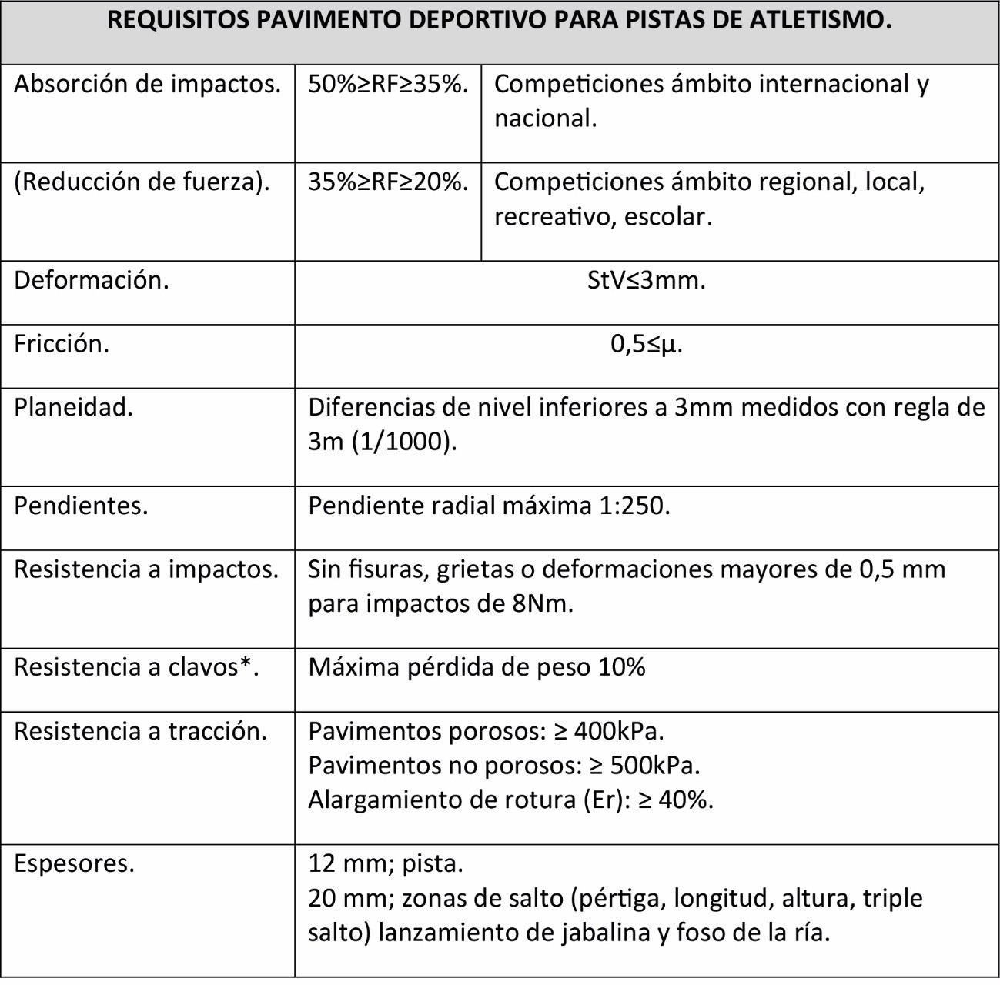 REQUISITOS PAVIMENTO DEPORTIVO PARA PISTAS DE ATLETISMO.
Absorción de impactos.
50%≥RF≥35%.
Competiciones ámbito internacional y
nacional.
(Reducción de fuerza).
35%≥RF≥20%.
Competiciones ámbito regional, local,
recreativo, escolar.
Deformación.
StV≤3mm.
Fricción.
0,5≤µ.
Planeidad.
Diferencias de nivel inferiores a 3mm medidos con regla de
3m (1/1000).
Pendientes.
Pendiente radial máxima 1:250.
Resistencia a impactos.
Sin fisuras, grietas o deformaciones mayores de 0,5 mm
para impactos de 8Nm.
Resistencia a clavos*.
Máxima pérdida de peso 10%
Resistencia a tracción.
Pavimentos porosos: ≥ 400kPa.
Pavimentos no porosos: ≥ 500kPa.
Alargamiento de rotura (Er): ≥ 40%.
Espesores.
12 mm; pista.
20 mm; zonas de salto (pértiga, longitud, altura, triple
salto) lanzamiento de jabalina y foso de la ría.